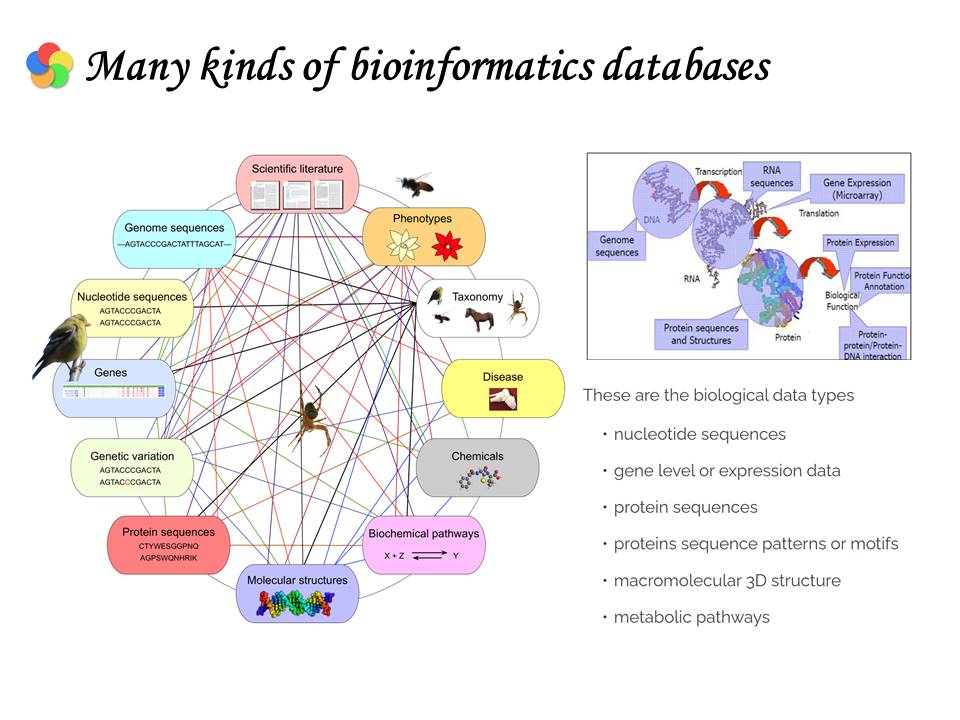 Many kinds of bioinformatics databases
Scientific literature
Phenotypes
Genome sequences
—AGTACCCGACTATTTAGCAT—
Nucleotide sequences
AGTACCCGACTA
AGTACCCGACTA
Taxonomy
Genes
Disease
Genetic variation
AGTACCCGACTA
AGTACCCGACTA
Chemicals
Protein sequences
CTYWESGGPNQ
AGPSWQNHRIK
Biochemical pathways
X + Z
Y
Molecular structures
Transcription
RNA
sequences
Gene Expression
(Microarray)
DNA
Translation
Genome
sequences
Protein Expression
RNA
Protein Functio
Annotation
Biological
Function
Protein sequences
and Structures
Protein
Protein-
protein/Protein-
DNA interaction
These are the biological data types
• nucleotide sequences
• gene level or expression data
• protein sequences
• proteins sequence patterns or motifs
• macromolecular 3D structure
• metabolic pathways